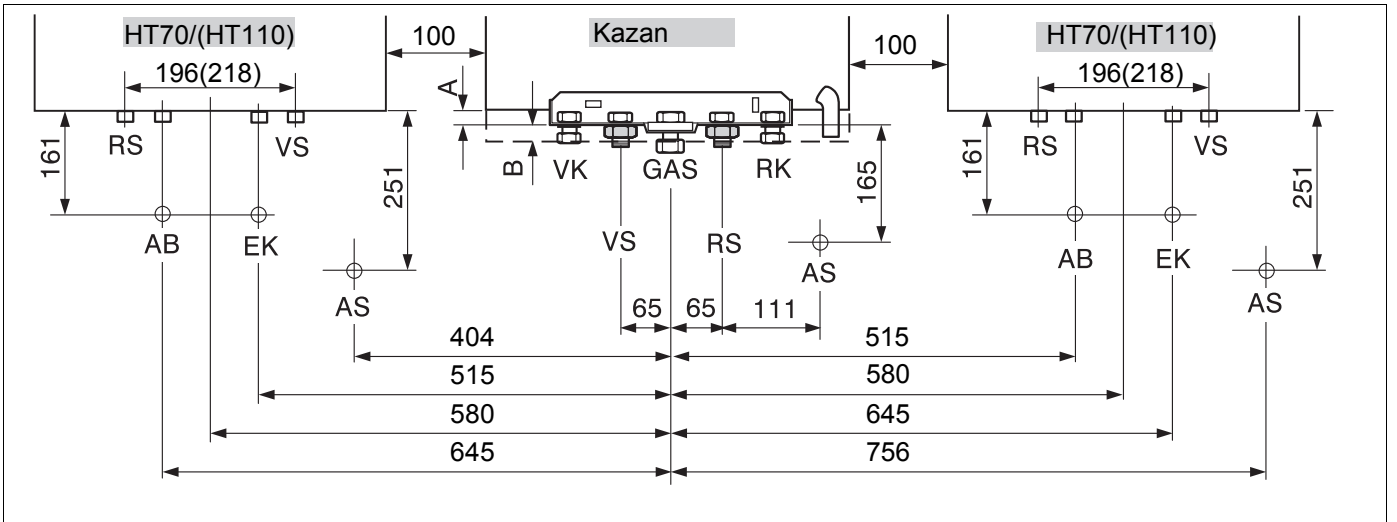 HT70/(HT110) 100 Kazan 100 HT70/(HT110)
196(218) 196(218)
A
RS VS RS VS
161 251 B VK GAS RK 165 161 251
AB EK VS RS AB EK
AS AS AS
65 65 111
404 515
515 580
580 645
645 756